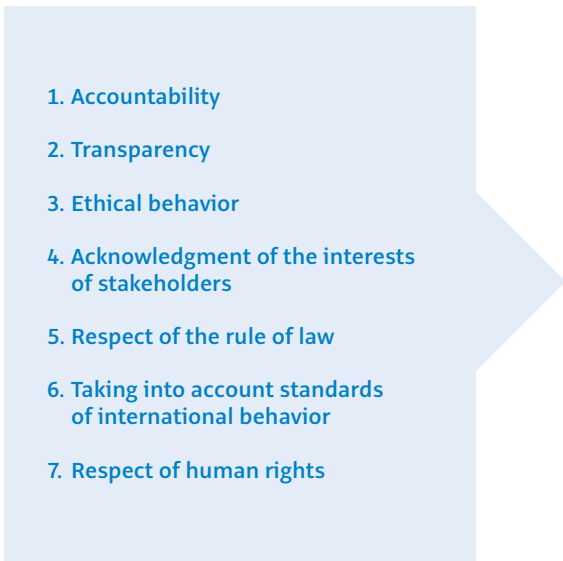 1. Accountability
2. Transparency
3. Ethical behavior
4. Acknowledgment of the interests
of stakeholders
5. Respect of the rule of law
6. Taking into account standards
of international behavior
7. Respect of human rights